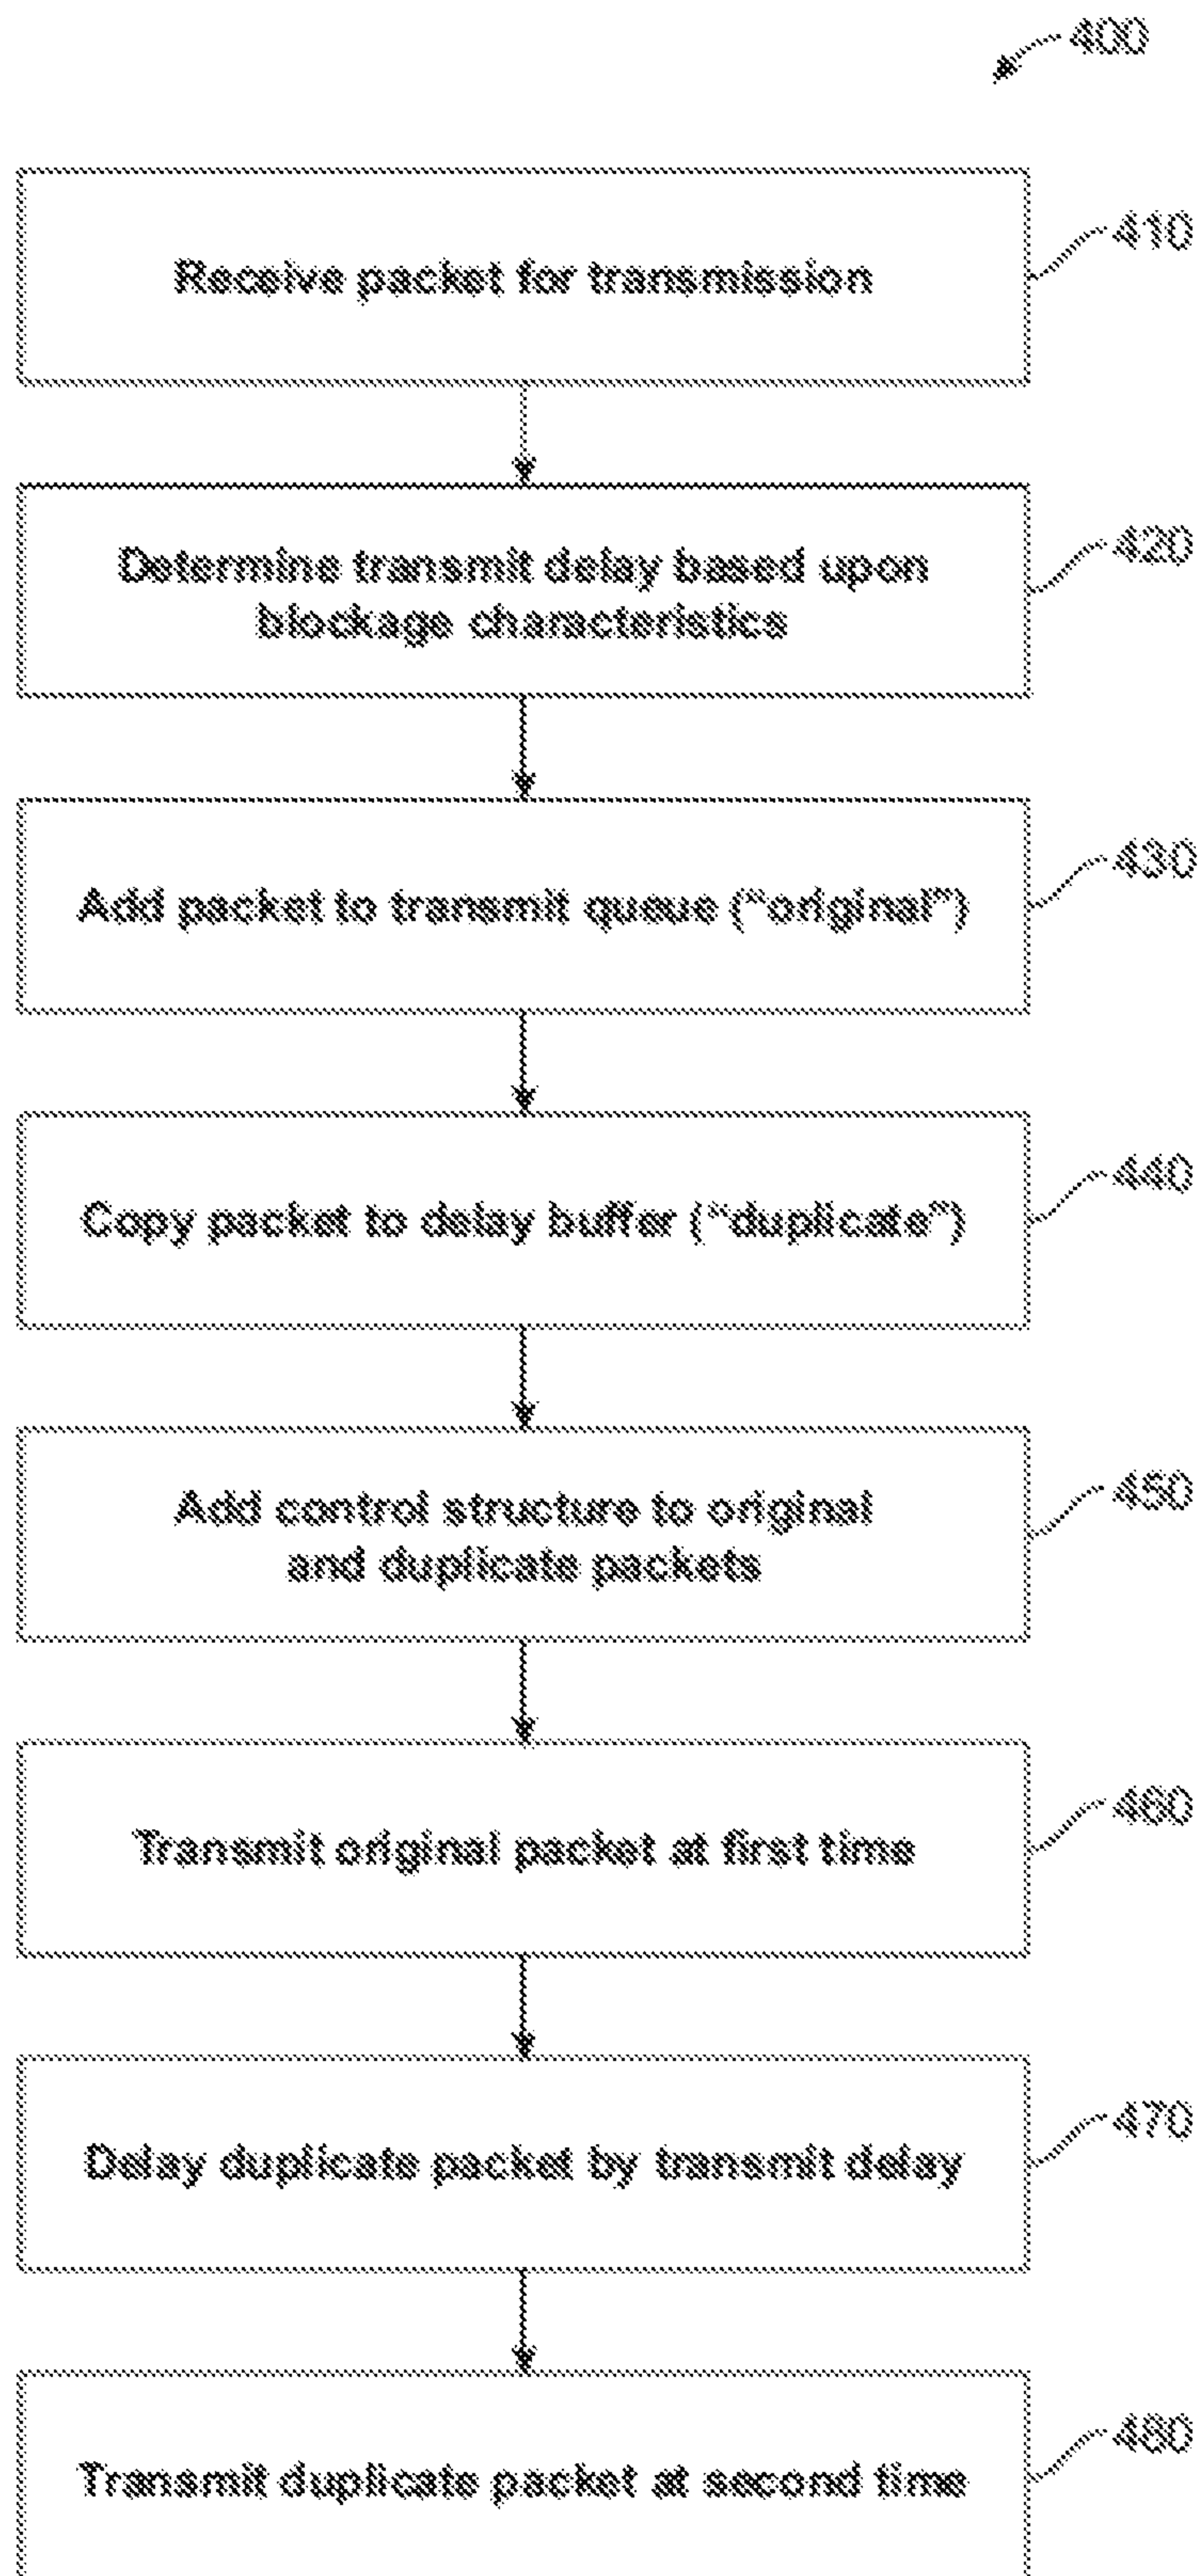 400
Receive packet for transmission
410
Determine transmit delay based upon
blockage characteristics
420
Add packet to transmit queue (“original”)
430
Copy packet to delay buffer (“duplicate”)
440
Add control structure to original
and duplicate packets
450
Transmit original packet at first time
460
Delay duplicate packet by transmit delay
470
Transmit duplicate packet at second time
480